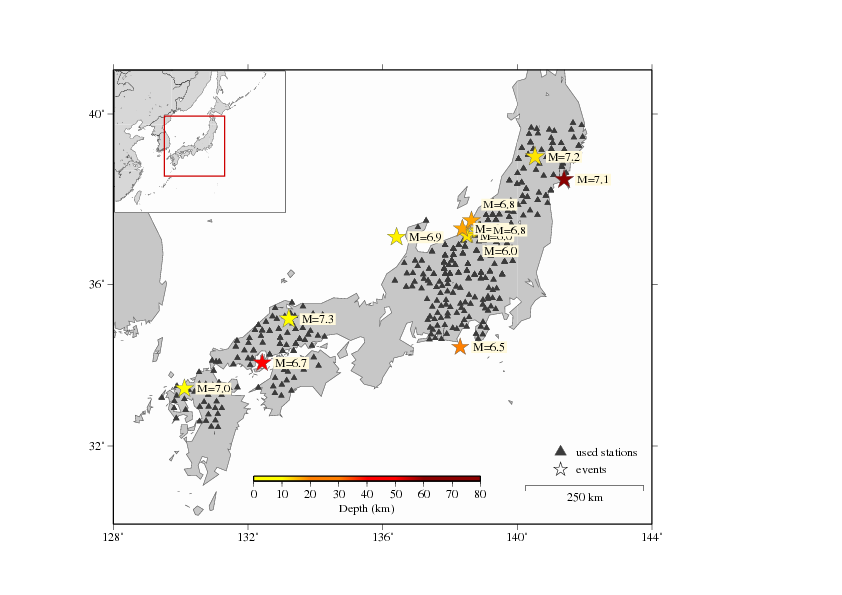 40˚
36˚
32˚
128˚
132˚
136˚
140˚
144˚
M=7.2
M=7.1
M=6.8
M=6.8
M=6.0
M=6.9
M=7.3
M=6.5
M=6.7
M=7.0
used stations
events
250 km
0 10 20 30 40 50 60 70 80
Depth (km)